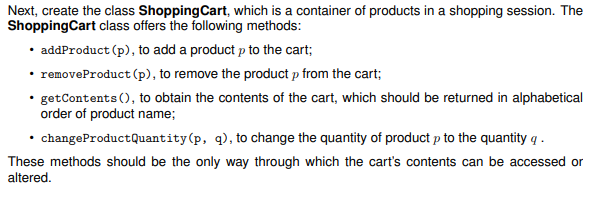 Next, create the class ShoppingCart, which is a container of products in a shopping session. The
ShoppingCart class offers the following methods:
• addProduct(p), to add a product p to the cart;
• removeProduct(p), to remove the product p from the cart;
• getContents(), to obtain the contents of the cart, which should be returned in alphabetical
order of product name;
• changeProductQuantity(p, q), to change the quantity of product p to the quantity q .
These methods should be the only way through which the cart's contents can be accessed or
altered.